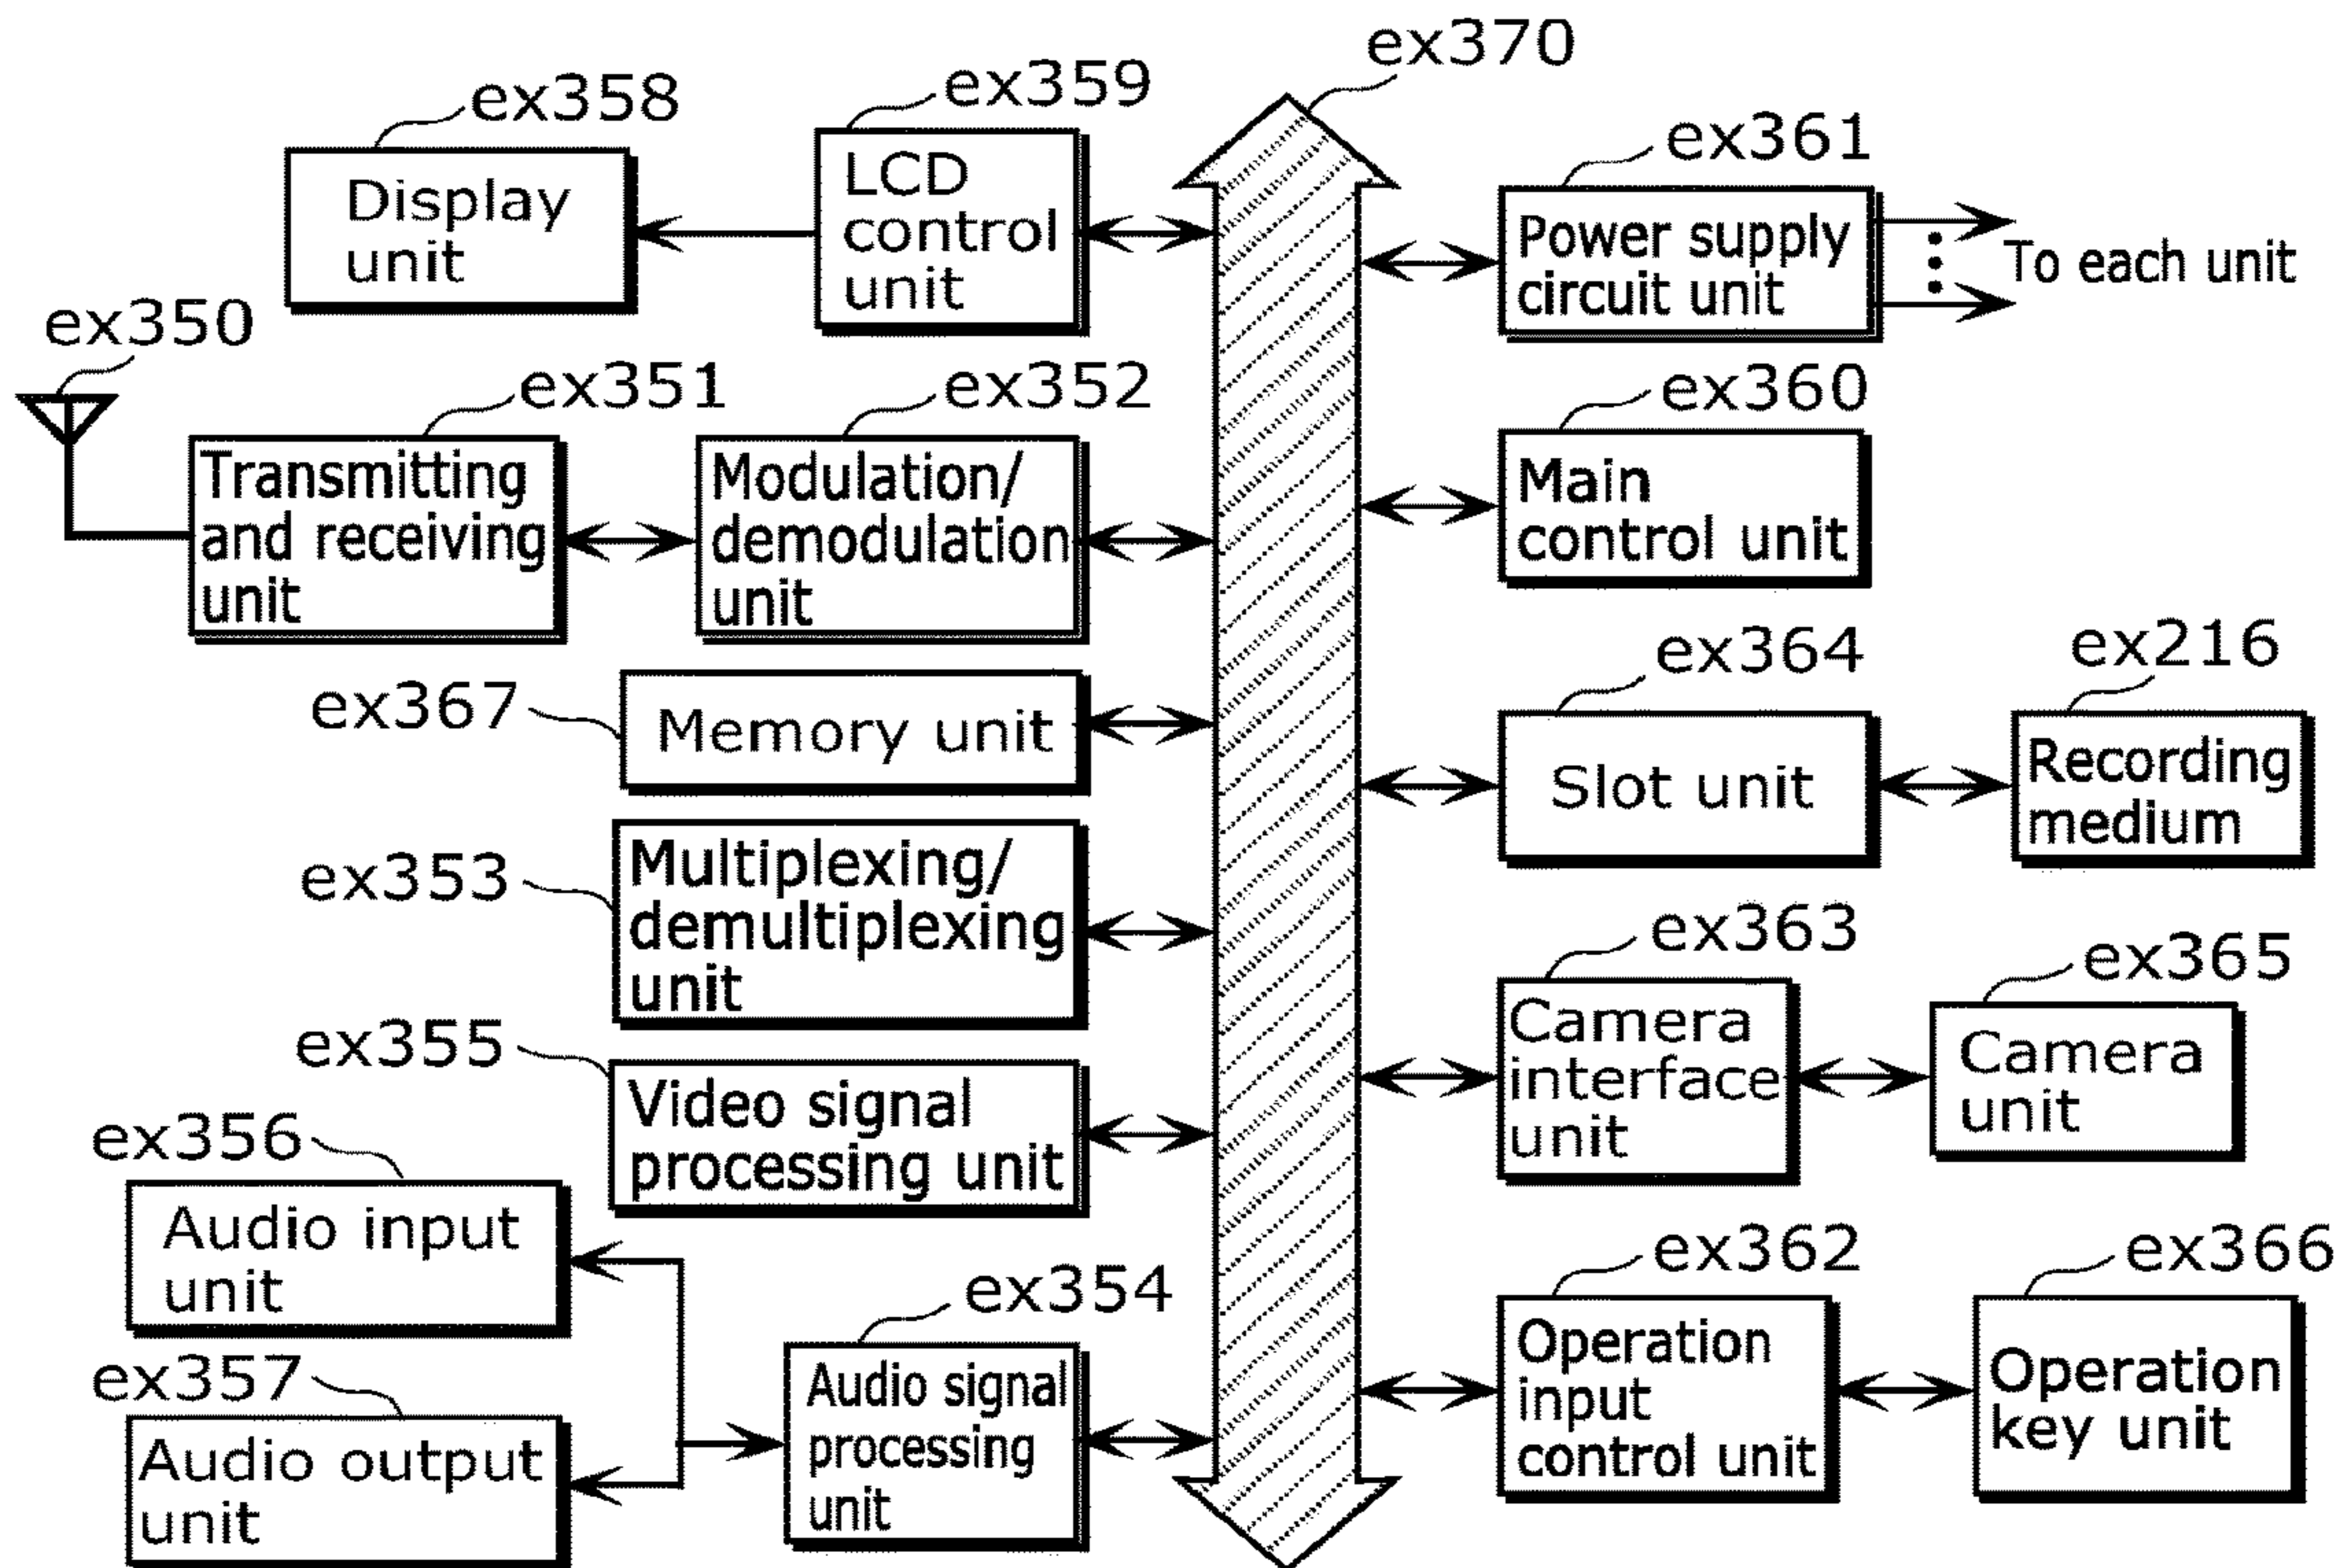 ex370
ex358
ex359
ex361
Display
unit
LCD
control
unit
Power supply
circuit unit
To each unit
ex350
ex351
ex352
ex360
Transmitting
and receiving
unit
Modulation/
demodulation
unit
Main
control unit
ex367
Memory unit
ex364
ex216
Slot unit
Recording
medium
ex353
Multiplexing/
demultiplexing
unit
ex363
ex365
Camera
interface
unit
Camera
unit
ex355
Video signal
processing unit
ex356
Audio input
unit
ex354
ex362
ex366
ex357
Audio output
unit
Audio signal
processing
unit
Operation
input
control unit
Operation
key unit